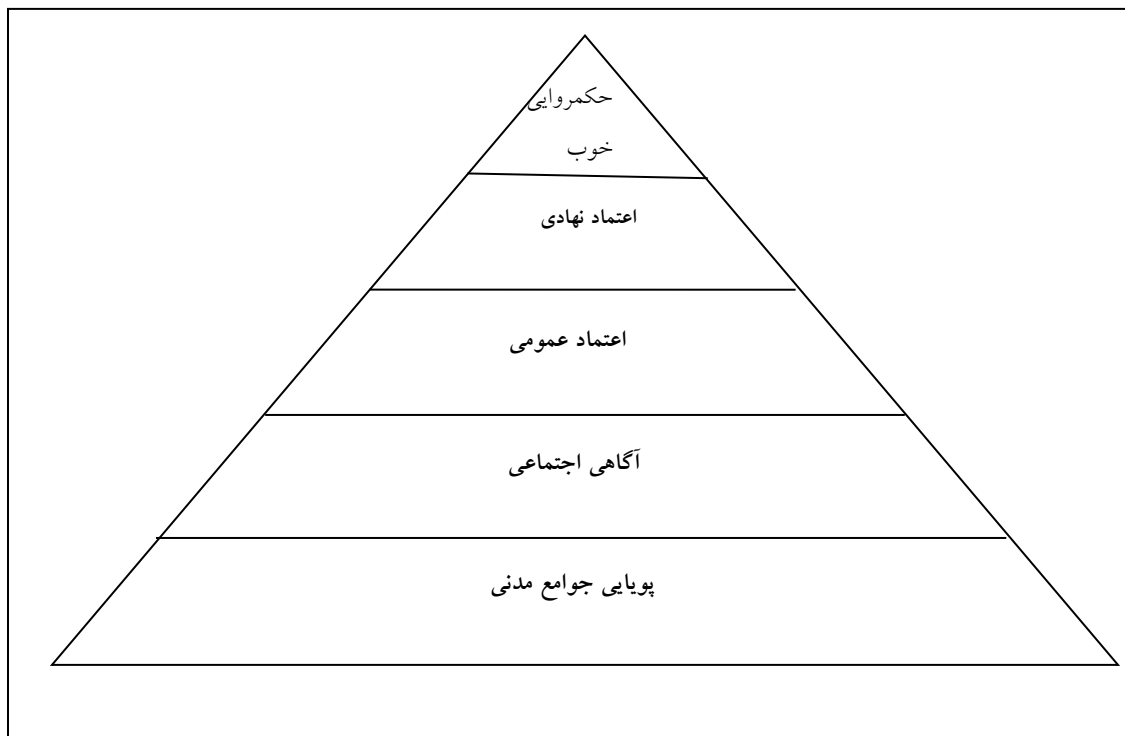 حکمروایی
خوب
اعتماد نهادی
اعتماد عمومی
آگاهی اجتماعی
پویایی جوامع مدنی